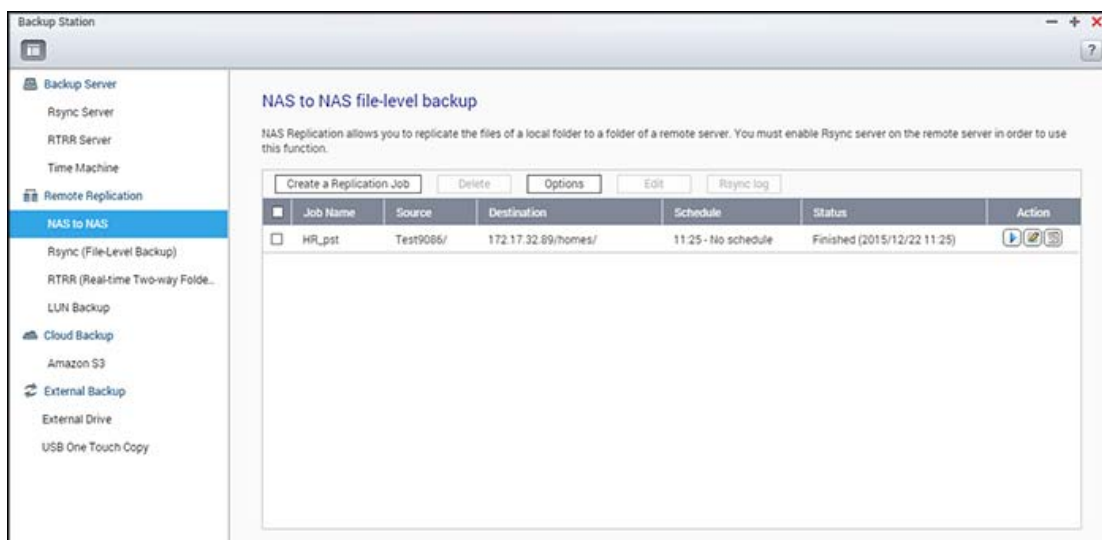 Backup Station
?
Backup Server
Rsync Server
RTRR Server
Time Machine
Remote Replication
NAS to NAS
Rsync (File-Level Backup)
RTRR (Real-time Two-way Folde...
LUN Backup
Cloud Backup
Amazon S3
External Backup
External Drive
USB One Touch Copy
NAS to NAS file-level backup
NAS Replication allows you to replicate the files of a local folder to a folder of a remote server. You must enable Rsync server on the remote server in order to use
this function.
Create a Replication Job Delete Options Edit Rsync log
Job Name Source Destination Schedule Status Action
HR_pst Test9086/ 172.17.32.89/homes/ 11:25 - No schedule Finished (2015/12/22 11:25)